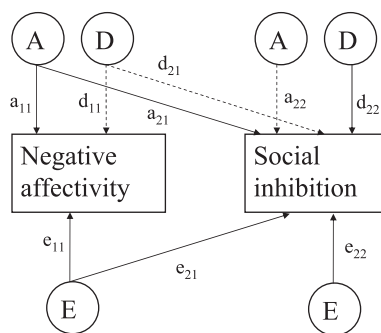 A D A D
d₂₁
a₁₁ d₁₁ a₂₁ a₂₂ d₂₂
Negative
affectivity
Social
inhibition
e₁₁ e₂₁ e₂₂
E E